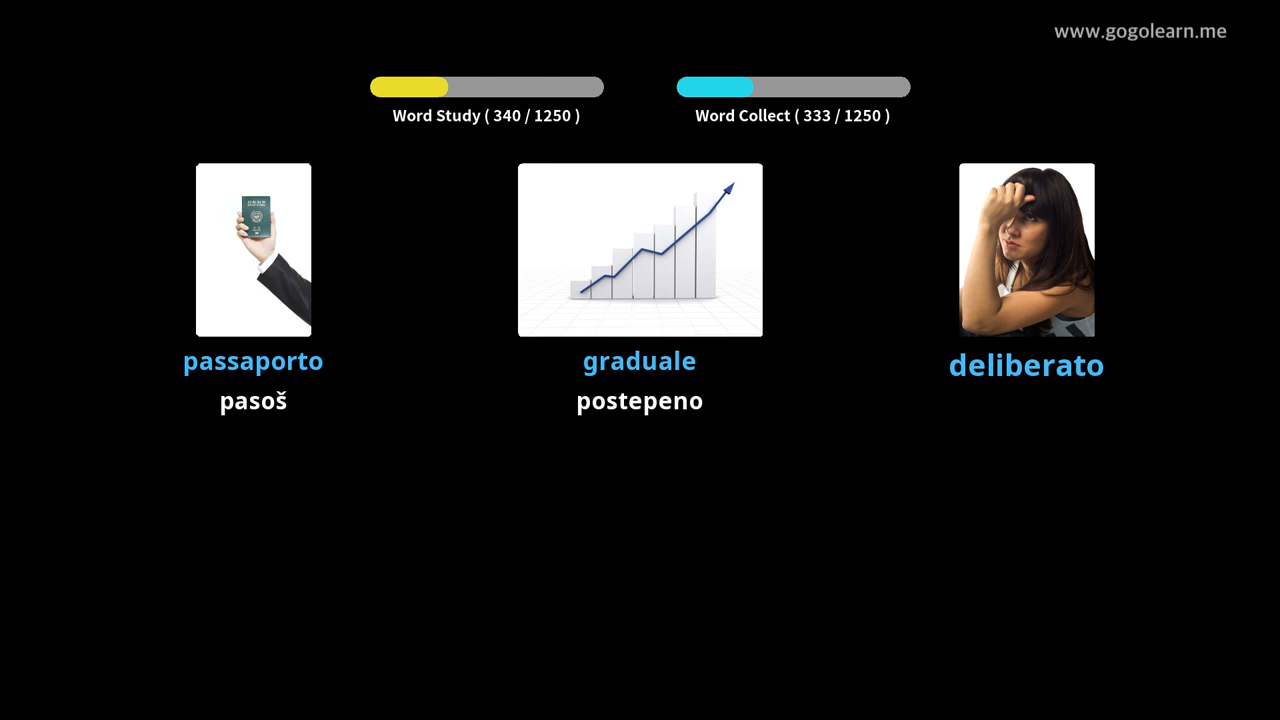 www.gogolearn.me
Word Study ( 340 / 1250 )
Word Collect ( 333 / 1250 )
passaporto
graduale
deliberato
pasoš
postepeno